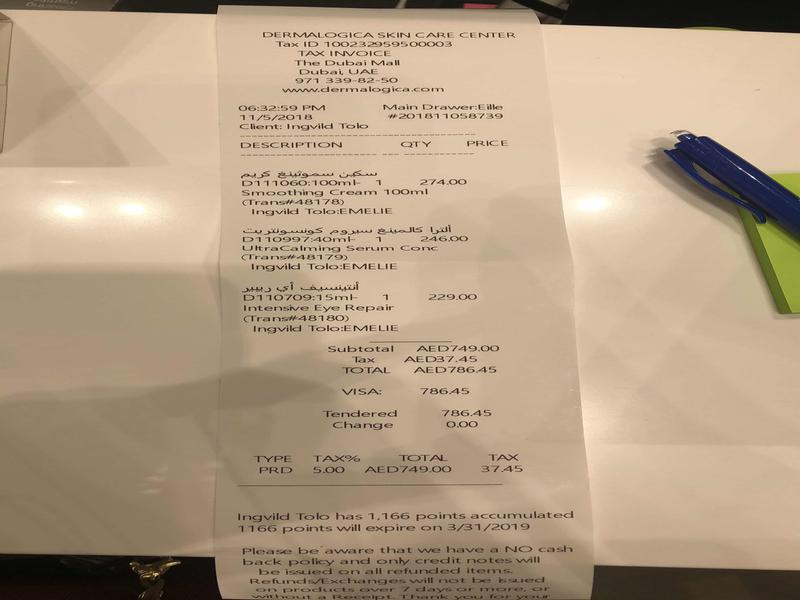 DERMALOGICA SKIN CARE CENTER
Tax ID 100232959500003
TAX INVOICE
The Dubai Mall
Dubai, UAE
971 339-82-50
www.dermalogica.com
06:32:59 PM Main Drawer:Eille
11/5/2018 #201811058739
Client: Ingvild Tolo
DESCRIPTION QTY PRICE
سكين سموثينغ كريم
D111060:100ml- 1 274.00
Smoothing Cream 100ml
(Trans#48178)
Ingvild Tolo:EMELIE
ألترا كالمينغ سيروم كونسونتريت
D110997:40ml- 1 246.00
UltraCalming Serum Conc
(Trans#48179)
Ingvild Tolo:EMELIE
أنتينسيف أي ريبير
D110709:15ml- 1 229.00
Intensive Eye Repair
(Trans#48180)
Ingvild Tolo:EMELIE
Subtotal AED749.00
Tax AED37.45
TOTAL AED786.45
VISA: 786.45
Tendered 786.45
Change 0.00
TYPE TAX% TOTAL TAX
PRD 5.00 AED749.00 37.45
Ingvild Tolo has 1,166 points accumulated
1166 points will expire on 3/31/2019
Please be aware that we have a NO cash
back policy and only credit notes will
be issued on all refunded items.
Refunds/Exchanges will not be issued
on products over 7 days or more, or
without a Receipt. Thank you for your